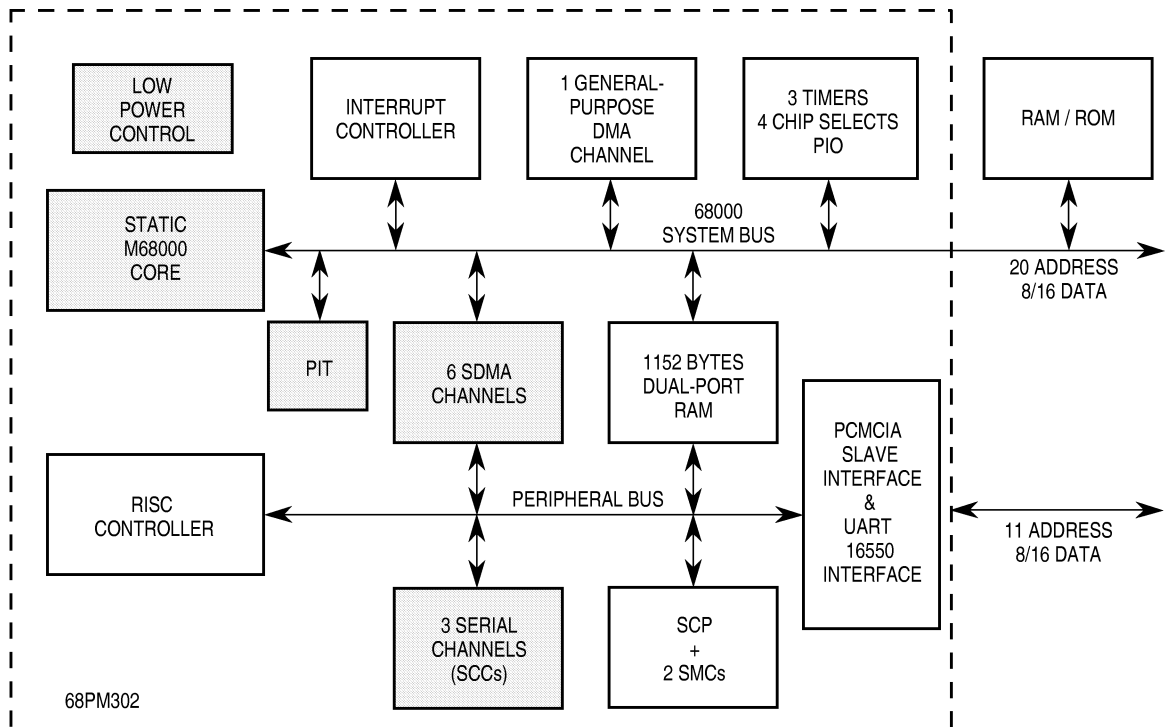 LOW
POWER
CONTROL
INTERRUPT
CONTROLLER
1 GENERAL-
PURPOSE
DMA
CHANNEL
3 TIMERS
4 CHIP SELECTS
PIO
RAM / ROM
STATIC
M68000
CORE
68000
SYSTEM BUS
20 ADDRESS
8/16 DATA
PIT
6 SDMA
CHANNELS
1152 BYTES
DUAL-PORT
RAM
PCMCIA
SLAVE
INTERFACE
&
UART
16550
INTERFACE
RISC
CONTROLLER
PERIPHERAL BUS
11 ADDRESS
8/16 DATA
3 SERIAL
CHANNELS
(SCCs)
SCP
+
2 SMCs
68PM302